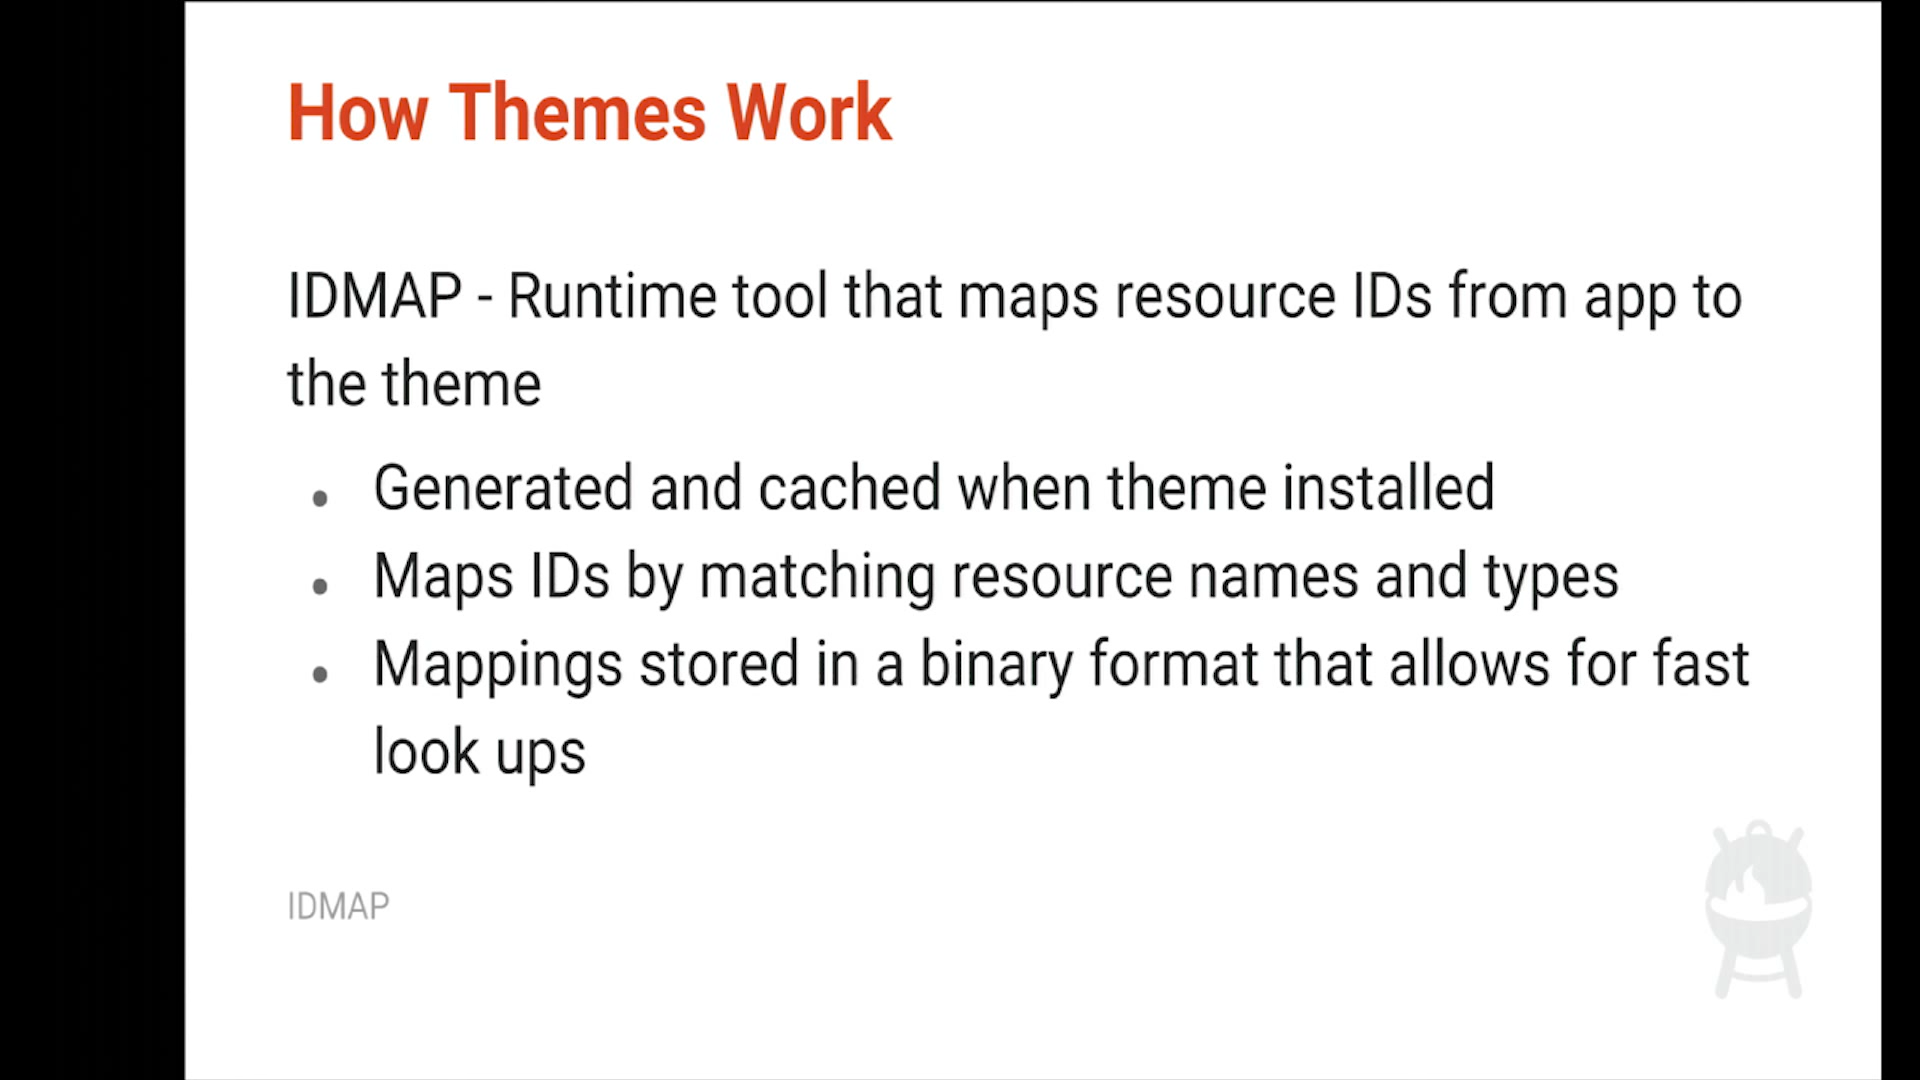 How Themes Work
IDMAP - Runtime tool that maps resource IDs from app to
the theme
• Generated and cached when theme installed
• Maps IDs by matching resource names and types
• Mappings stored in a binary format that allows for fast
look ups
IDMAP